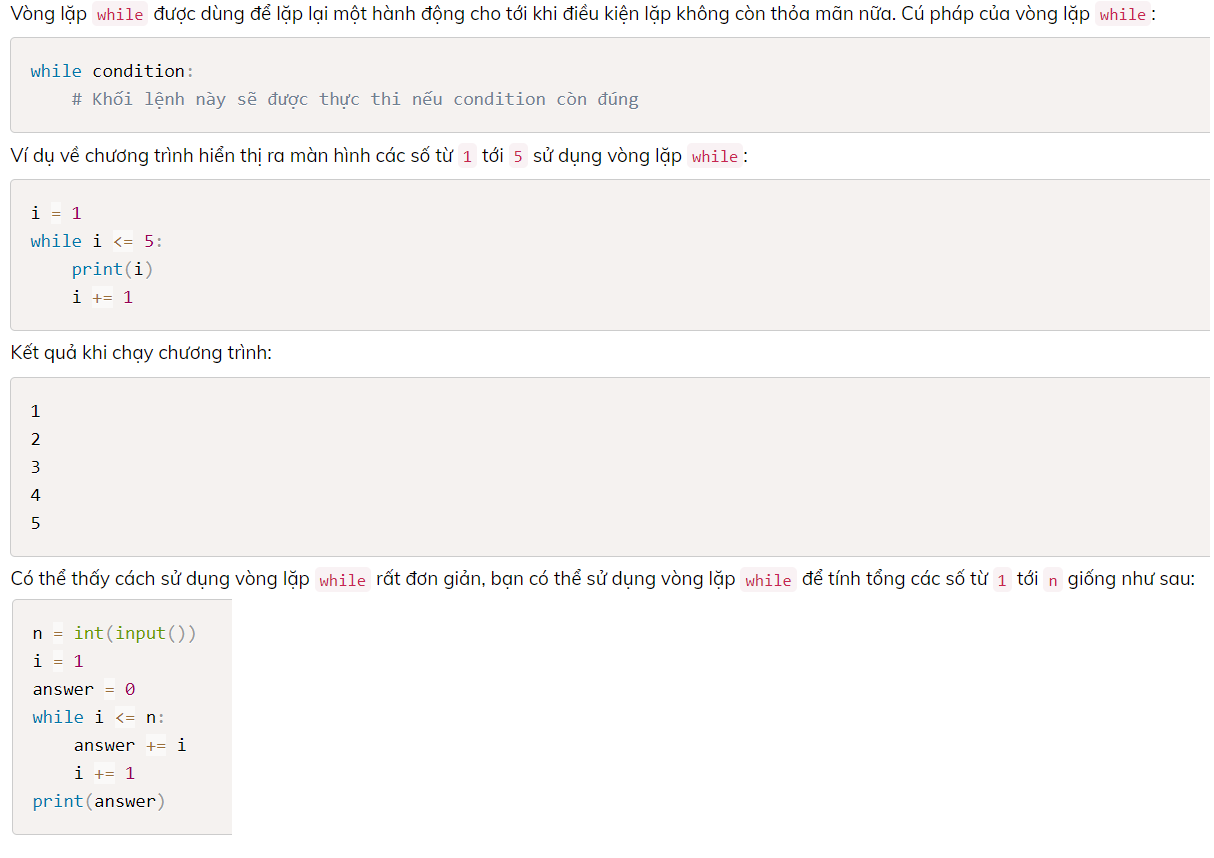 Vòng lặp while được dùng để lặp lại một hành động cho tới khi điều kiện lặp không còn thỏa mãn nữa. Cú pháp của vòng lặp while:
while condition:
    # Khối lệnh này sẽ được thực thi nếu condition còn đúng
Ví dụ về chương trình hiển thị ra màn hình các số từ 1 tới 5 sử dụng vòng lặp while:
i = 1
while i <= 5:
    print(i)
    i += 1
Kết quả khi chạy chương trình:
1
2
3
4
5
Có thể thấy cách sử dụng vòng lặp while rất đơn giản, bạn có thể sử dụng vòng lặp while để tính tổng các số từ 1 tới n giống như sau:
n = int(input())
i = 1
answer = 0
while i <= n:
    answer += i
    i += 1
print(answer)